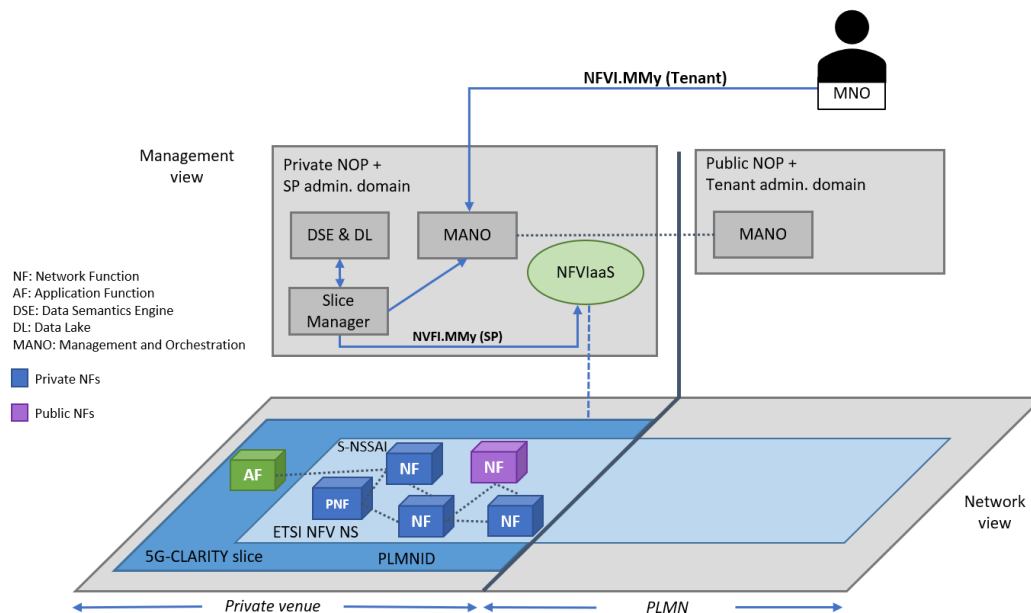 NFVI.MMy (Tenant)
MNO
Management
view
Private NOP +
SP admin. domain
Public NOP +
Tenant admin. domain
DSE & DL
MANO
MANO
NFVIaaS
Slice
Manager
NVFI.MMy (SP)
NF: Network Function
AF: Application Function
DSE: Data Semantics Engine
DL: Data Lake
MANO: Management and Orchestration
Private NFs
Public NFs
S-NSSAI
AF
NF
NF
PNF
NF
NF
ETSI NFV NS
5G-CLARITY slice
PLMNID
Network
view
Private venue
PLMN